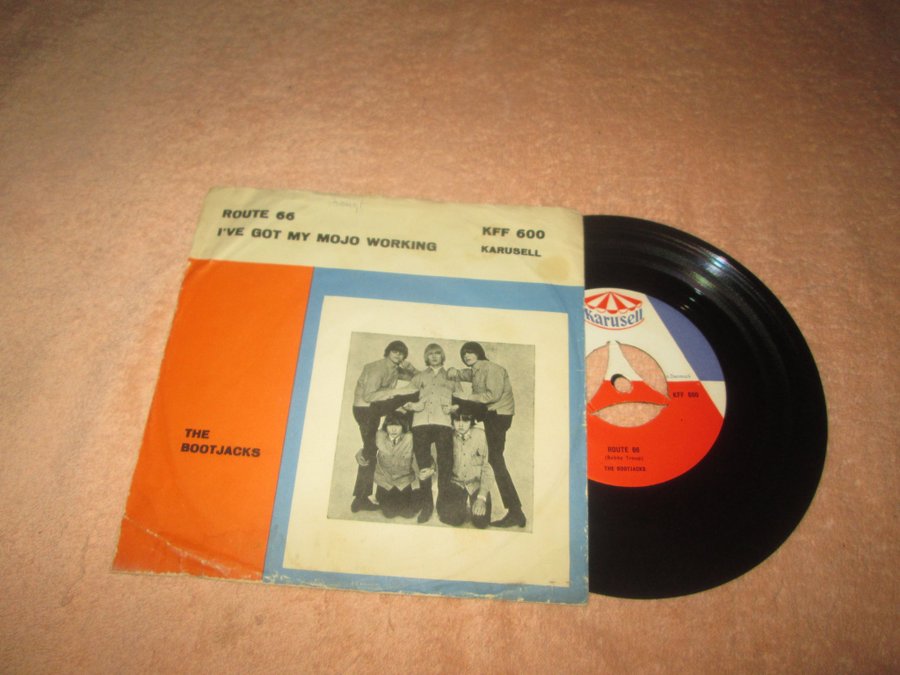 ROUTE 66
I'VE GOT MY MOJO WORKING
KFF 600
KARUSELL
THE
BOOTJACKS
Karusell
KFF 600
ROUTE 66
(Bobby Troup)
THE BOOTJACKS